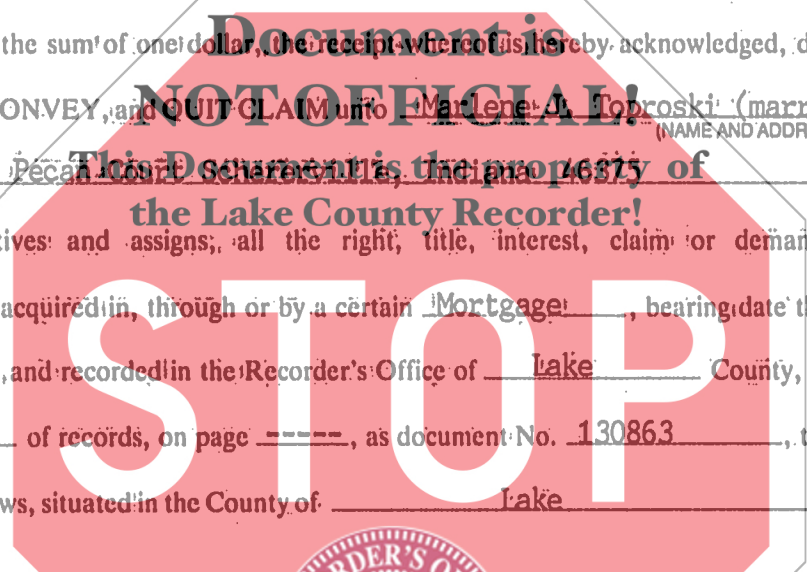 Document is
the sum of one dollar, the receipt whereof is hereby acknowledged, d
NOT OFFICIAL!
ONVEY, and QUIT CLAIM unto Marlene J. Toproski (marr
(NAME AND ADDR
This Document is the property of
Pecan Court Schererville, Indiana 46375
the Lake County Recorder!
tives and assigns, all the right, title, interest, claim or deman
acquired in, through or by a certain Mortgage, bearing date th
, and recorded in the Recorder's Office of Lake County,
of records, on page -----, as document No. 130863, t
ws, situated in the County of Lake
STOP
RDER'S O